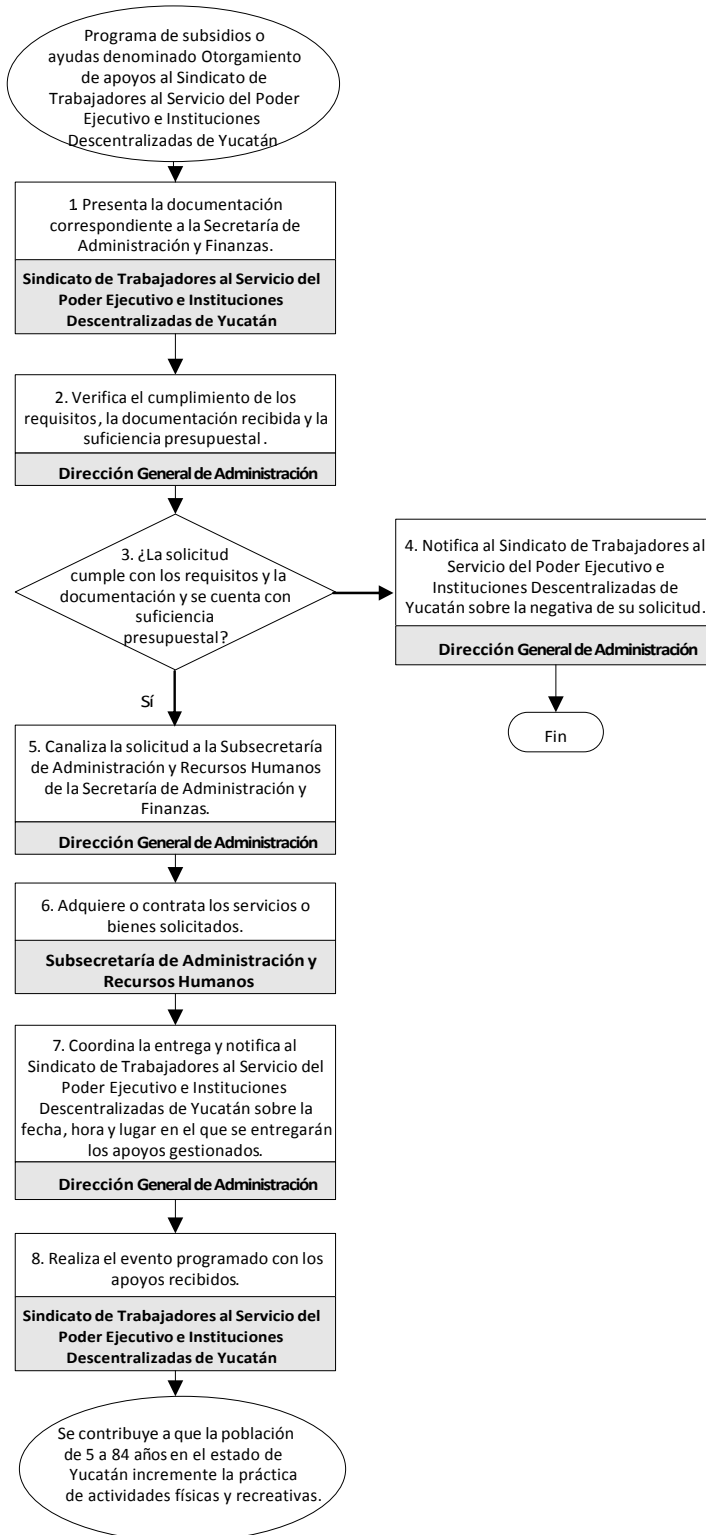 Programa de subsidios o
ayudas denominado Otorgamiento
de apoyos al Sindicato de
Trabajadores al Servicio del Poder
Ejecutivo e Instituciones
Descentralizadas de Yucatán
1 Presenta la documentación
correspondiente a la Secretaría de
Administración y Finanzas.
Sindicato de Trabajadores al Servicio del
Poder Ejecutivo e Instituciones
Descentralizadas de Yucatán
2. Verifica el cumplimiento de los
requisitos, la documentación recibida y la
suficiencia presupuestal.
Dirección General de Administración
3. ¿La solicitud
cumple con los requisitos y la
documentación y se cuenta con
suficiencia
presupuestal?
4. Notifica al Sindicato de Trabajadores al
Servicio del Poder Ejecutivo e
Instituciones Descentralizadas de
Yucatán sobre la negativa de su solicitud.
Dirección General de Administración
Fin
Sí
5. Canaliza la solicitud a la Subsecretaría
de Administración y Recursos Humanos
de la Secretaría de Administración y
Finanzas.
Dirección General de Administración
6. Adquiere o contrata los servicios o
bienes solicitados.
Subsecretaría de Administración y
Recursos Humanos
7. Coordina la entrega y notifica al
Sindicato de Trabajadores al Servicio del
Poder Ejecutivo e Instituciones
Descentralizadas de Yucatán sobre la
fecha, hora y lugar en el que se entregarán
los apoyos gestionados.
Dirección General de Administración
8. Realiza el evento programado con los
apoyos recibidos.
Sindicato de Trabajadores al Servicio del
Poder Ejecutivo e Instituciones
Descentralizadas de Yucatán
Se contribuye a que la población
de 5 a 84 años en el estado de
Yucatán incremente la práctica
de actividades físicas y recreativas.